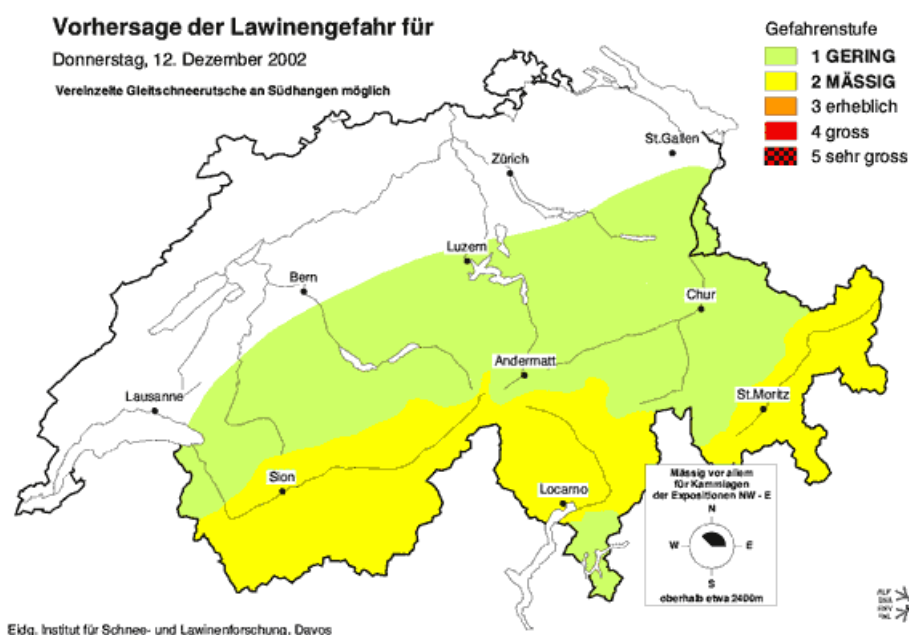 Vorhersage der Lawinengefahr für
Donnerstag, 12. Dezember 2002
Vereinzelte Gleitschneerutsche an Südhangen möglich
Gefahrenstufe
1 GERING
2 MÄSSIG
3 erheblich
4 gross
5 sehr gross
St.Gallen
Zürich
Luzern
Bern
Chur
Andermatt
Lausanne
St.Moritz
Sion
Locarno
Mässig vor allem
für Kammlagen
der Expositionen NW - E
N
W
E
S
oberhalb etwa 2400m
Eidg. Institut für Schnee- und Lawinenforschung, Davos